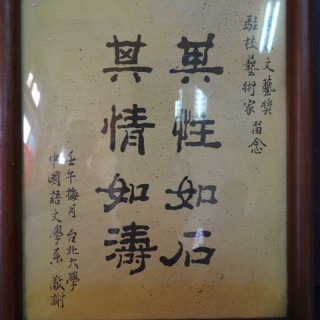 文藝獎
駐校藝術家 留念
其性如石
其情如濤
壬午梅月 台北大學
中國語文學系 敬謝